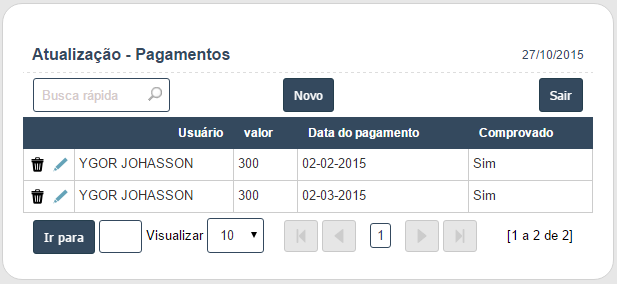 Atualização - Pagamentos 27/10/2015
Busca rápida Novo Sair
Usuário valor Data do pagamento Comprovado
YGOR JOHASSON 300 02-02-2015 Sim
YGOR JOHASSON 300 02-03-2015 Sim
Ir para Visualizar 10 1 [1 a 2 de 2]